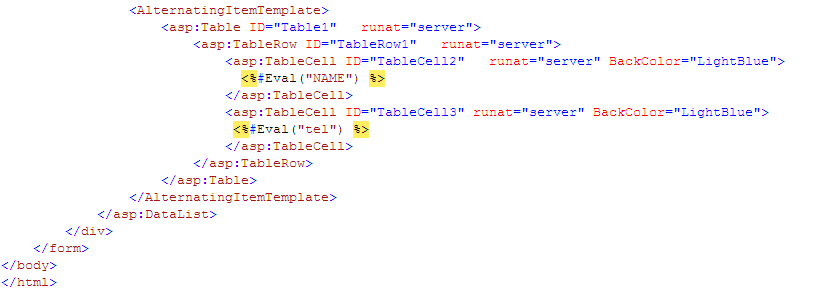 <AlternatingItemTemplate>
<asp:Table ID="Table1"   runat="server">
<asp:TableRow ID="TableRow1"   runat="server">
<asp:TableCell ID="TableCell2"   runat="server" BackColor="LightBlue">
<%#Eval("NAME") %>
</asp:TableCell>
<asp:TableCell ID="TableCell3" runat="server" BackColor="LightBlue">
<%#Eval("tel") %>
</asp:TableCell>
</asp:TableRow>
</asp:Table>
</AlternatingItemTemplate>
</asp:DataList>
</div>
</form>
</body>
</html>